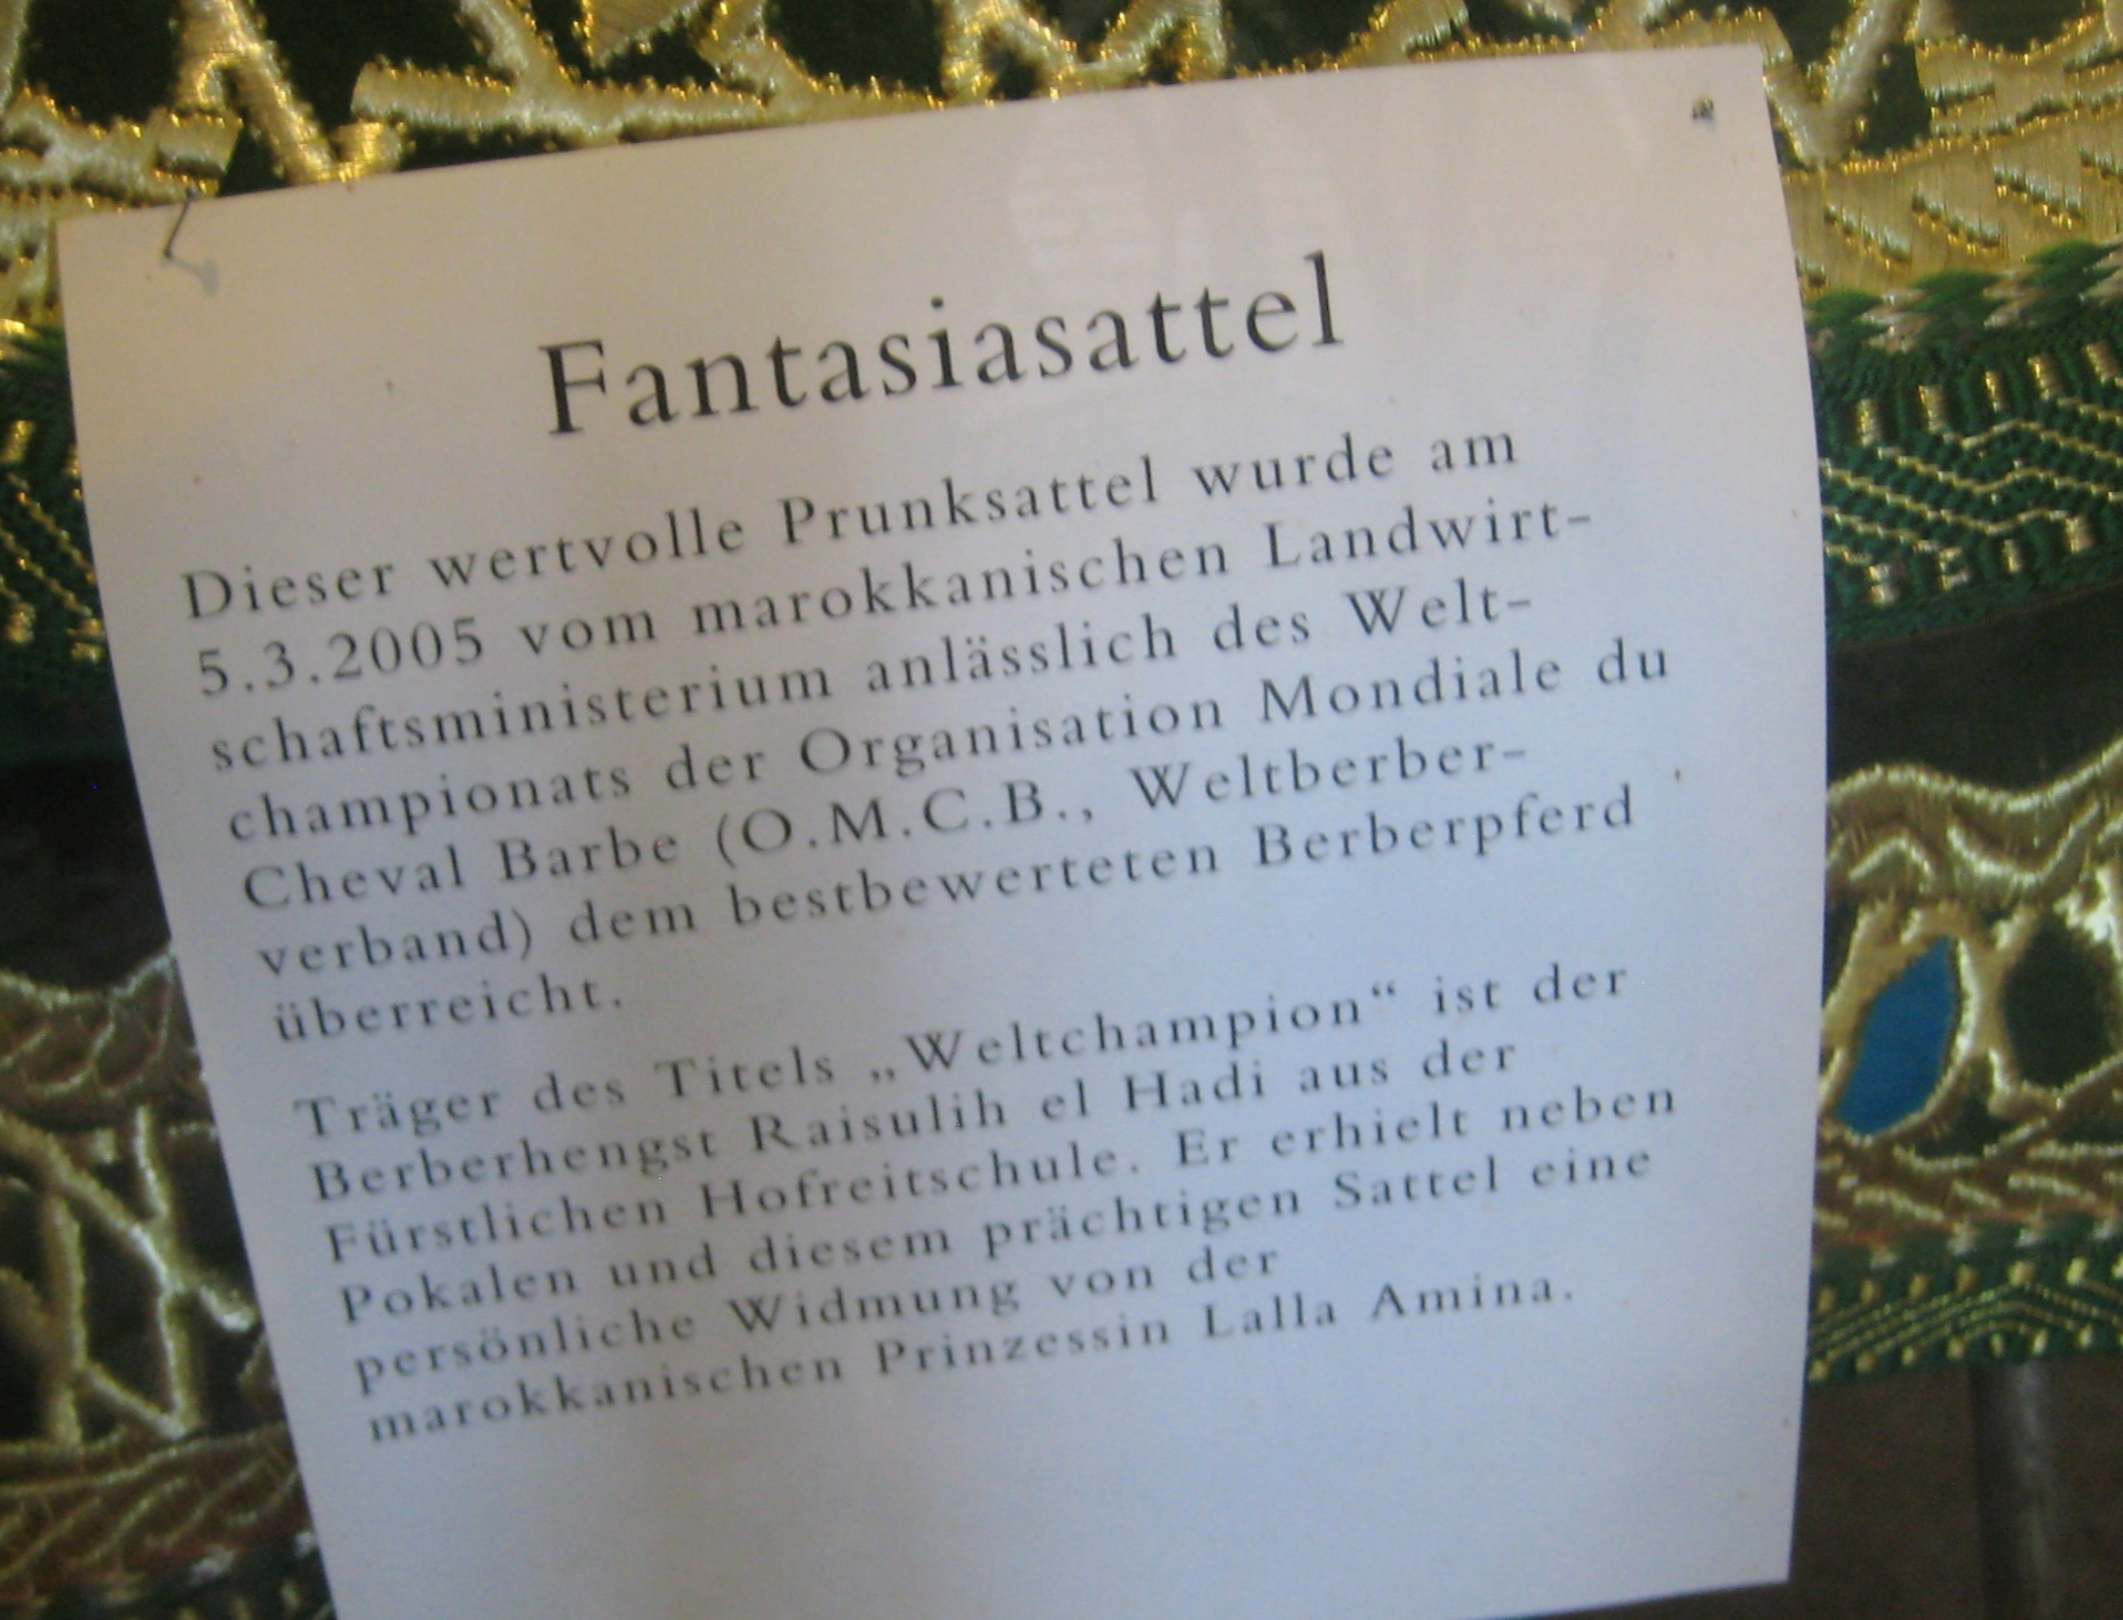 Fantasiasattel
Dieser wertvolle Prunksattel wurde am
5.3.2005 vom marokkanischen Landwirt-
schaftsministerium anlässlich des Welt-
championats der Organisation Mondiale du
Cheval Barbe (O.M.C.B., Weltberber-
verband) dem bestbewerteten Berberpferd
überreicht.
Träger des Titels „Weltchampion“ ist der
Berberhengst Raisulih el Hadi aus der
Fürstlichen Hofreitschule. Er erhielt neben
Pokalen und diesem prächtigen Sattel eine
persönliche Widmung von der
marokkanischen Prinzessin Lalla Amina.